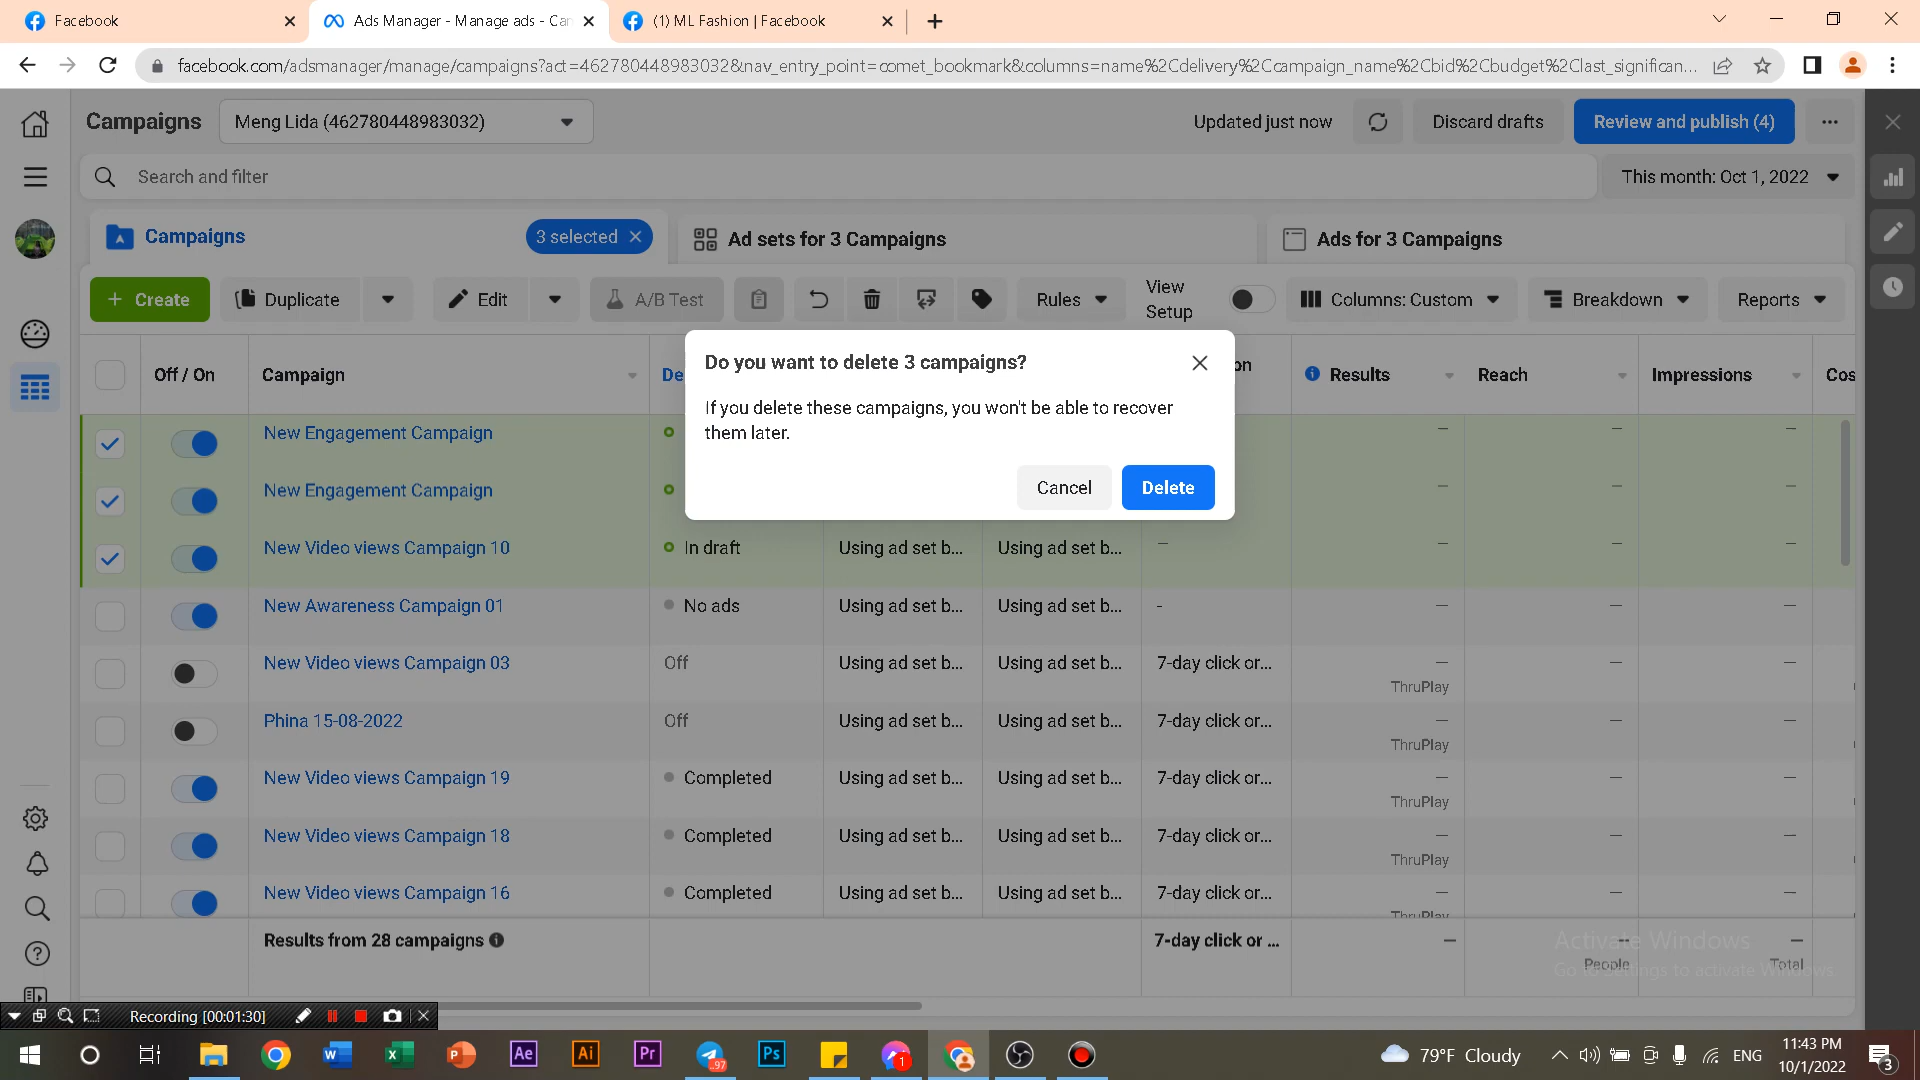 Facebook
Ads Manager - Manage ads - Ca
(1) ML Fashion | Facebook
facebook.com/adsmanager/manage/campaigns?act=462780448983032&nav_entry_point=comet_bookmark&columns=name%2Cdelivery%2Ccampaign_name%2Cbid%2Cbudget%2Clast_significan...
Campaigns
Meng Lida (462780448983032)
Updated just now
Discard drafts
Review and publish (4)
Search and filter
This month: Oct 1, 2022
Campaigns
3 selected
Ad sets for 3 Campaigns
Ads for 3 Campaigns
+ Create
Duplicate
Edit
A/B Test
Rules
View Setup
Columns: Custom
Breakdown
Reports
Do you want to delete 3 campaigns?
If you delete these campaigns, you won't be able to recover
them later.
Cancel
Delete
Off / On
Campaign
De
on
Results
Reach
Impressions
Cos
New Engagement Campaign
— — —
New Engagement Campaign
— — —
New Video views Campaign 10
In draft
Using ad set b...
Using ad set b...
— — — —
New Awareness Campaign 01
No ads
Using ad set b...
Using ad set b...
- — — —
New Video views Campaign 03
Off
Using ad set b...
Using ad set b...
7-day click or...
— — —
ThruPlay
Phina 15-08-2022
Off
Using ad set b...
Using ad set b...
7-day click or...
— — —
ThruPlay
New Video views Campaign 19
Completed
Using ad set b...
Using ad set b...
7-day click or...
— — —
ThruPlay
New Video views Campaign 18
Completed
Using ad set b...
Using ad set b...
7-day click or...
— — —
ThruPlay
New Video views Campaign 16
Completed
Using ad set b...
Using ad set b...
7-day click or...
— — —
ThruPlay
Results from 28 campaigns
7-day click or ...
— — —
People
Total
Activate Windows
Go to Settings to activate Windows.
Recording [00:01:30]
97
1
79°F Cloudy
ENG
11:43 PM
10/1/2022
3